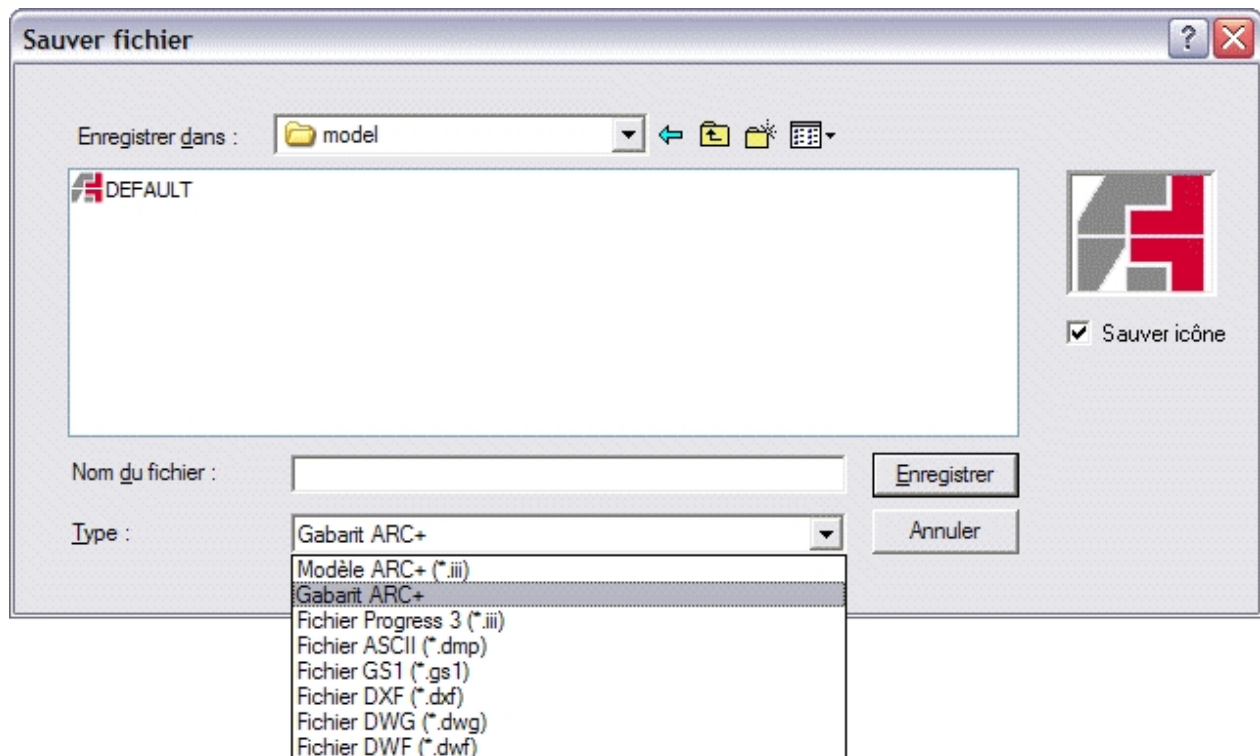 Sauver fichier
Enregistrer dans :
model
DEFAULT
Sauver icône
Nom du fichier :
Enregistrer
Type :
Gabarit ARC+
Annuler
Modèle ARC+ (*.iii)
Gabarit ARC+
Fichier Progress 3 (*.iii)
Fichier ASCII (*.dmp)
Fichier GS1 (*.gs1)
Fichier DXF (*.dxf)
Fichier DWG (*.dwg)
Fichier DWF (*.dwf)